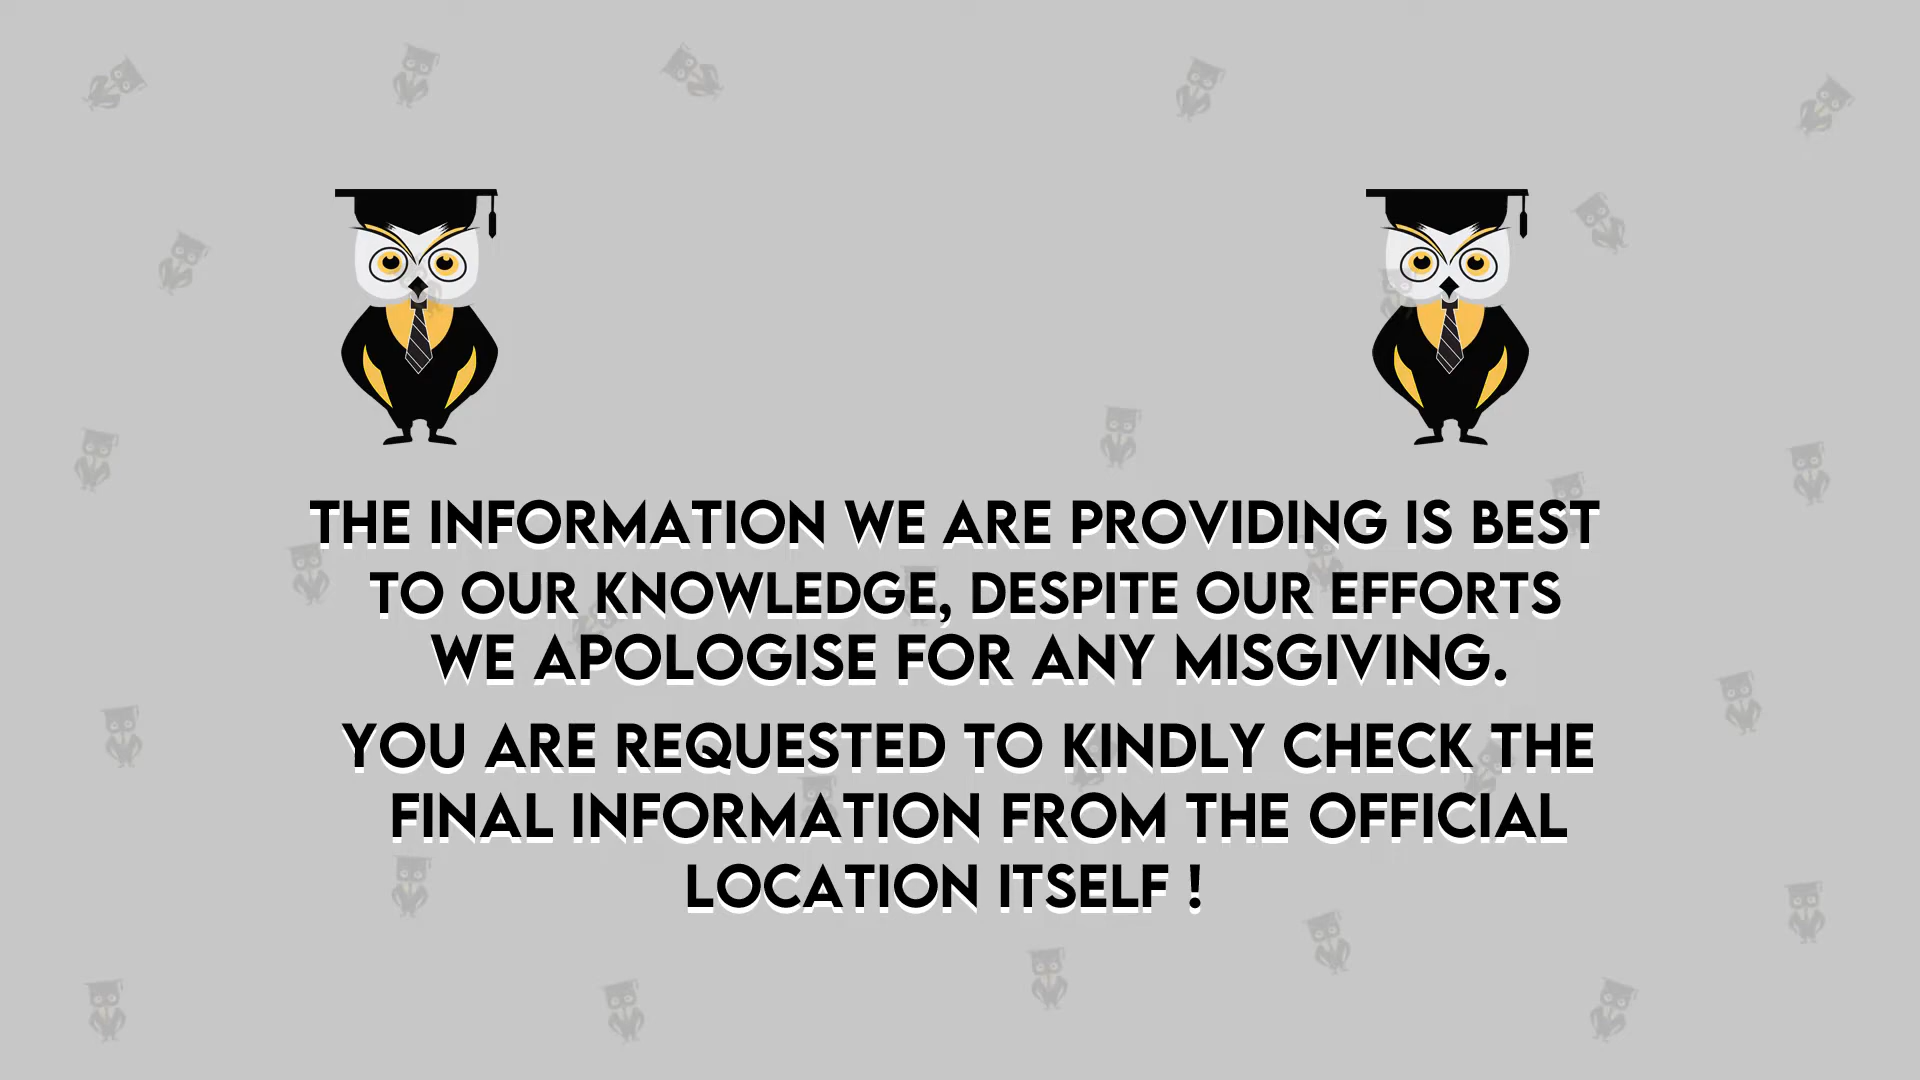 THE INFORMATION WE ARE PROVIDING IS BEST
TO OUR KNOWLEDGE, DESPITE OUR EFFORTS
WE APOLOGISE FOR ANY MISGIVING.
YOU ARE REQUESTED TO KINDLY CHECK THE
FINAL INFORMATION FROM THE OFFICIAL
LOCATION ITSELF !